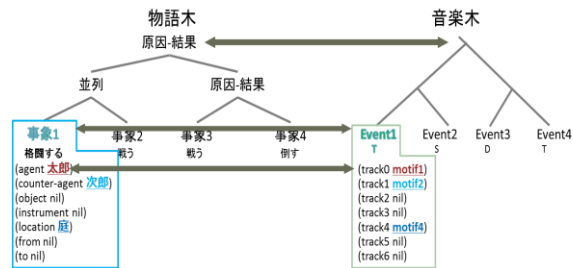 物語木
音楽木
原因-結果
並列
原因-結果
事象1
事象2
事象3
事象4
格闘する
戦う
戦う
倒す
(agent 太郎)
(counter-agent 次郎)
(object nil)
(instrument nil)
(location 庭)
(from nil)
(to nil)
Event1
Event2
Event3
Event4
T
S
D
T
(track0 motif1)
(track1 motif2)
(track2 nil)
(track3 nil)
(track4 motif4)
(track5 nil)
(track6 nil)